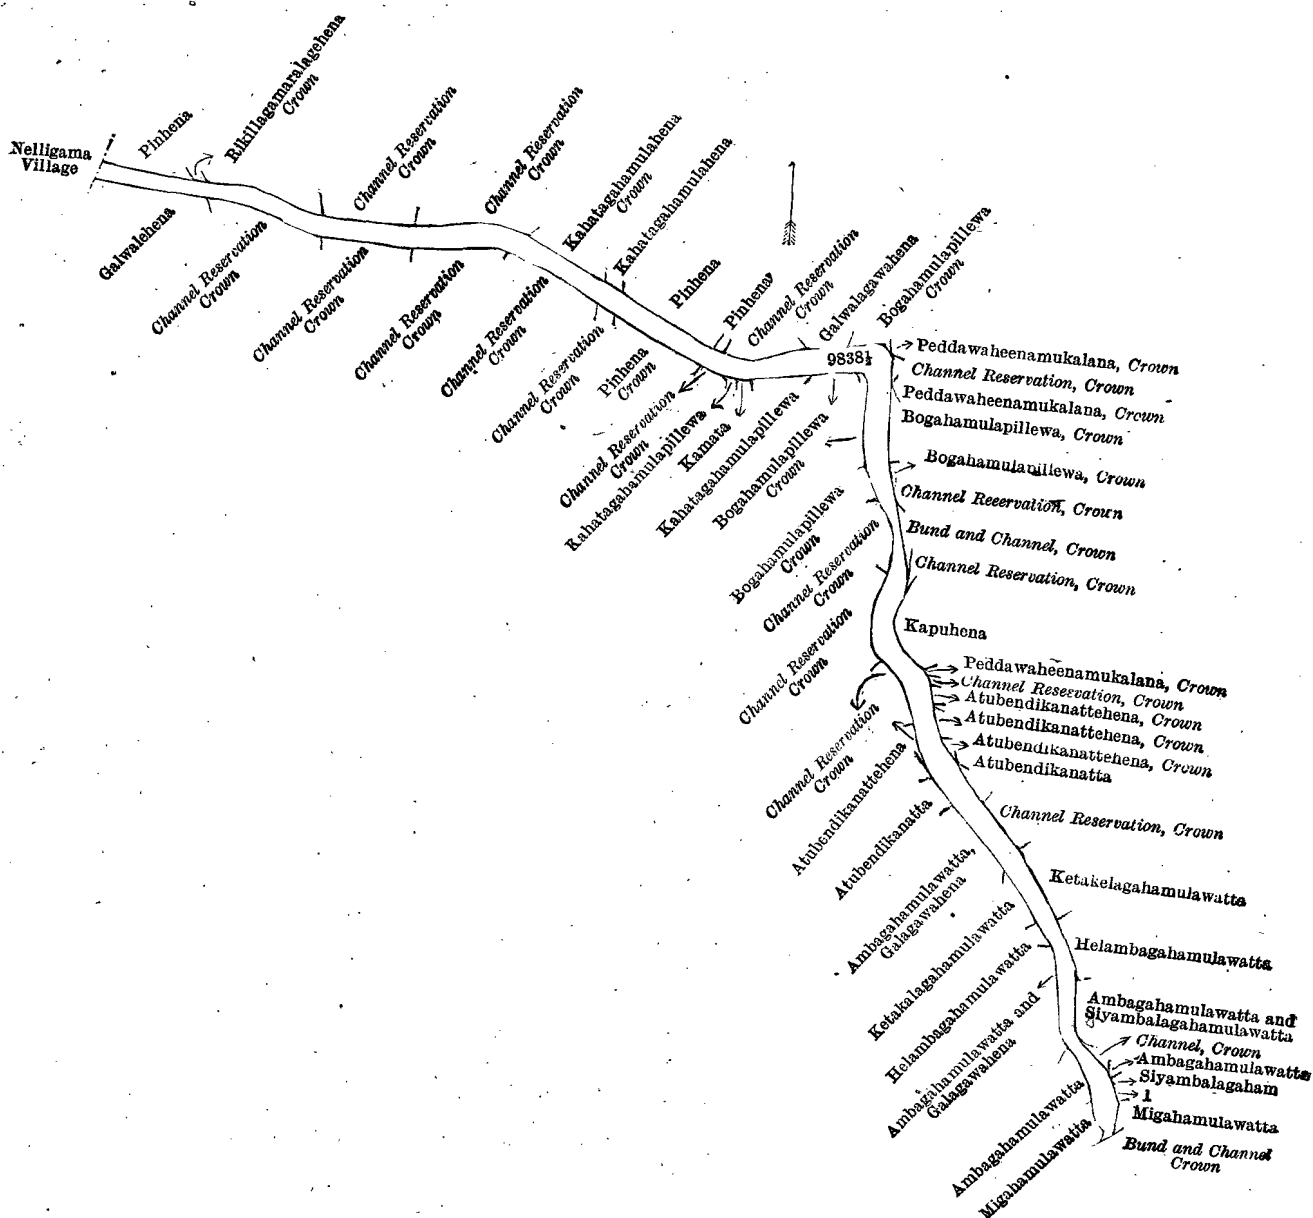 Nelligama
Village
Pinhena
Rikillagamaralagehena
Crown
Channel Reservation
Crown
Channel Reservation
Crown
Kahatagahamulahena
Crown
Kahatagahamulahena
Pinhena
Pinhena
Channel Reservation
Crown
Galwalagawahena
Bogahamulapillewa
Crown
Galwalehena
Channel Reservation
Crown
Channel Reservation
Crown
Channel Reservation
Crown
Channel Reservation
Crown
Channel Reservation
Crown
Pinhena
Crown
Channel Reservation
Crown
Kahatagahamulapillewa
Kamata
Kahatagahamulapillewa
Bogahamulapillewa
Crown
9838½
Peddawaheenamukalana, Crown
Channel Reservation, Crown
Peddawaheenamukalana, Crown
Bogahamulapillewa, Crown
Bogahamulapillewa, Crown
Channel Reeervation, Crown
Bund and Channel, Crown
Channel Reservation, Crown
Kapuhena
Peddawaheenamukalana, Crown
Channel Reservation, Crown
Atubendikanattehena, Crown
Atubendikanattehena, Crown
Atubendikanattehena, Crown
Atubendikanatta
Channel Reservation, Crown
Ketakelagahamulawatta
Helambagahamulawatta
Ambagahamulawatta and
Siyambalagahamulawatta
Channel, Crown
Ambagahamulawatta
Siyambalagaham
1
Migahamulawatta
Bund and Channel
Crown
Bogahamulapillewa
Crown
Channel Reservation
Crown
Channel Reservation
Crown
Channel Reservation
Crown
Atubendikanattehena
Atubendikanatta
Ambagahamulawatta,
Galagawahena
Ketakalagahamulawatta
Helambagahamulawatta
Ambagahamulawatta and
Galagawahena
Ambagahamulawatta
Migahamulawatta